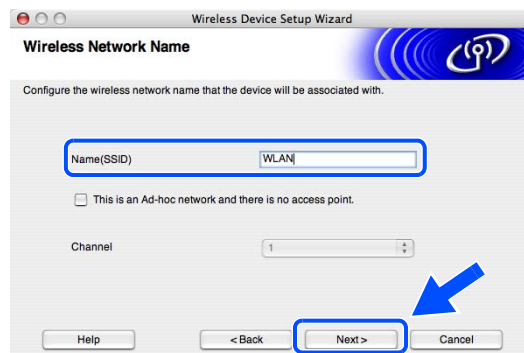 Wireless Device Setup Wizard
Wireless Network Name
Configure the wireless network name that the device will be associated with.
Name(SSID) WLAN
This is an Ad-hoc network and there is no access point.
Channel 1
Help <Back Next> Cancel